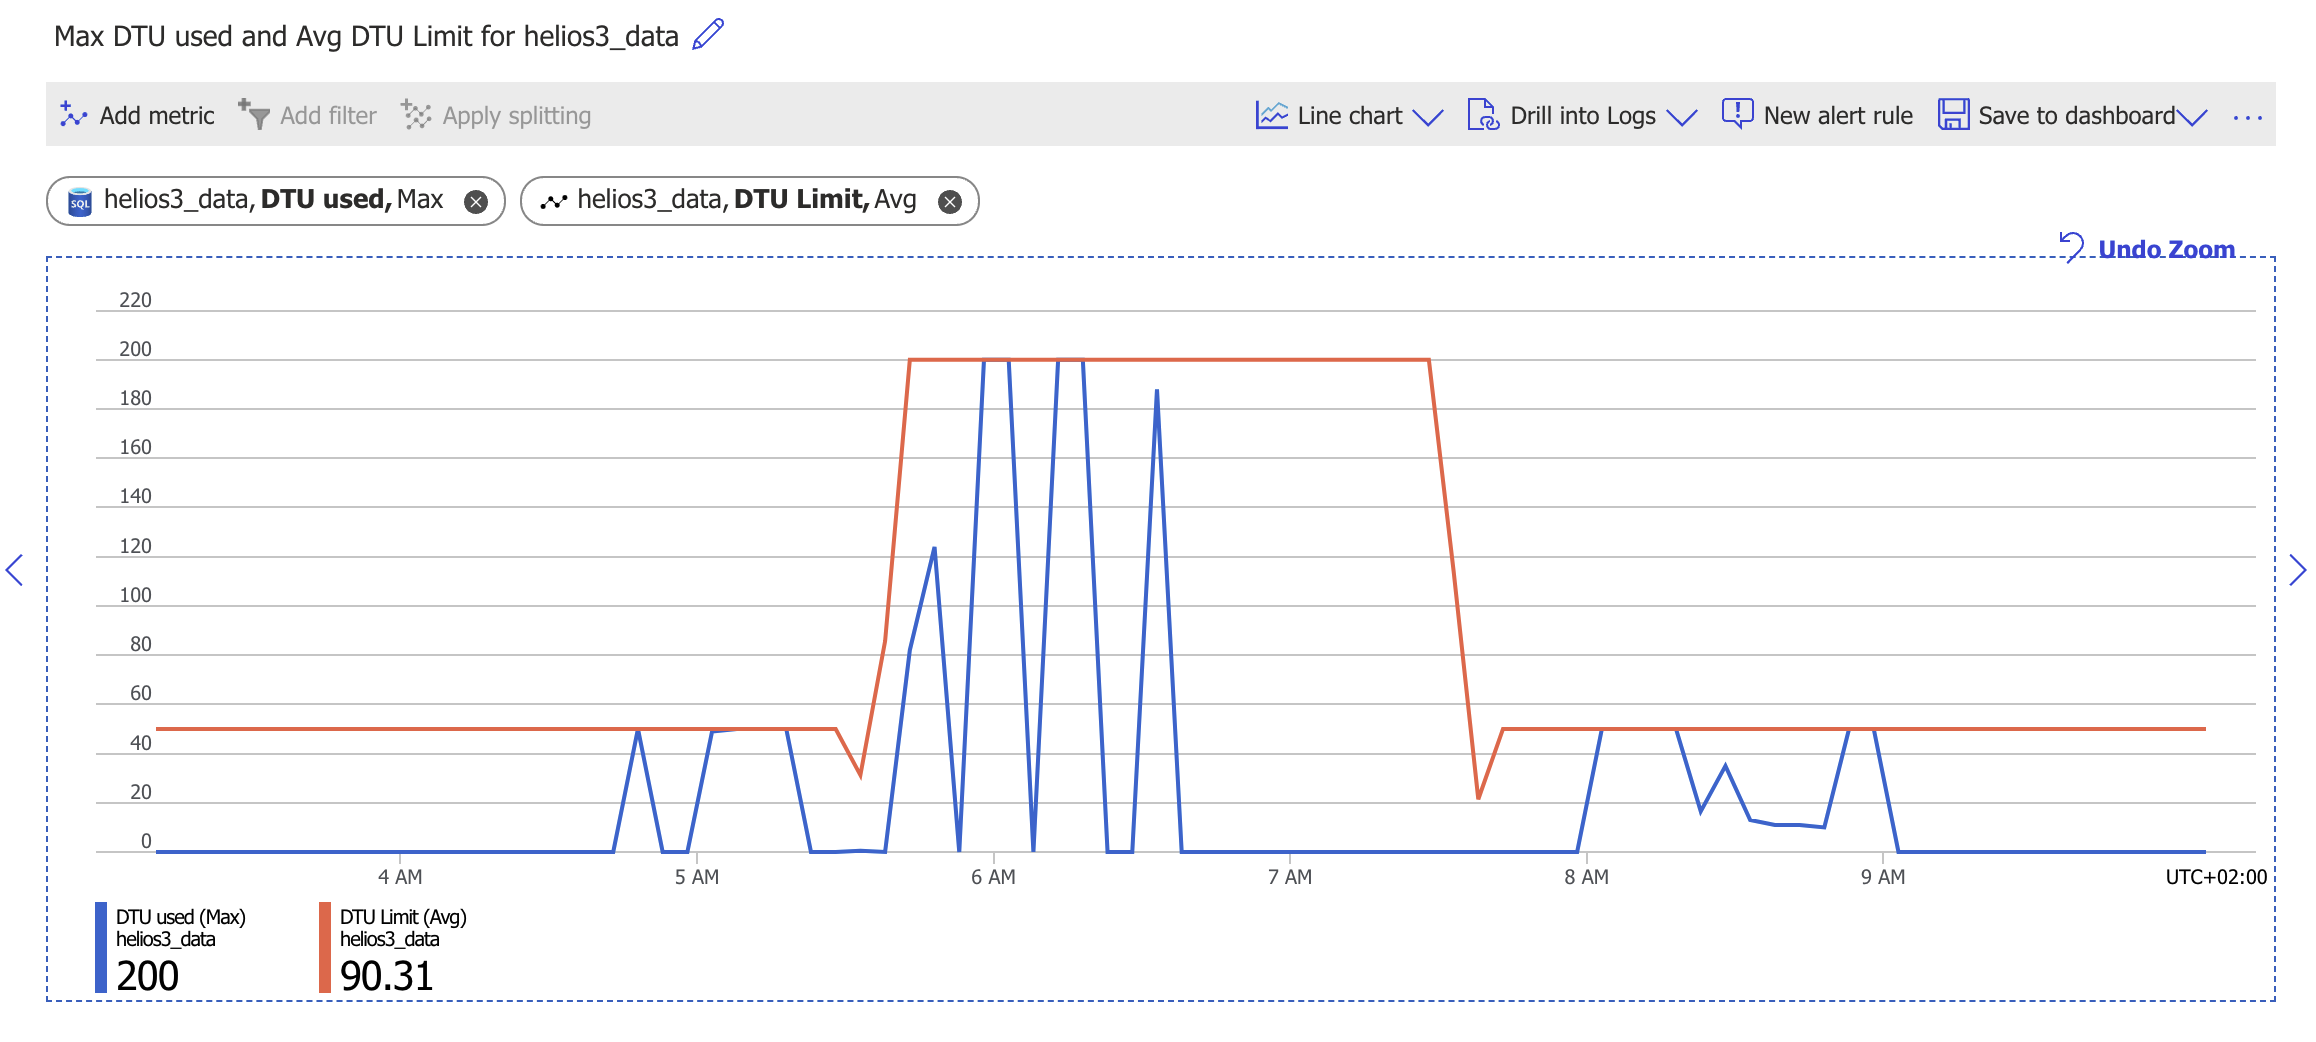 Max DTU used and Avg DTU Limit for helios3_data
Add metric Add filter Apply splitting Line chart Drill into Logs New alert rule Save to dashboard ...
SQL helios3_data, DTU used, Max helios3_data, DTU Limit, Avg
Undo Zoom
220
200
180
160
140
120
100
80
60
40
20
0
4 AM 5 AM 6 AM 7 AM 8 AM 9 AM UTC+02:00
DTU used (Max) DTU Limit (Avg)
helios3_data helios3_data
200 90.31